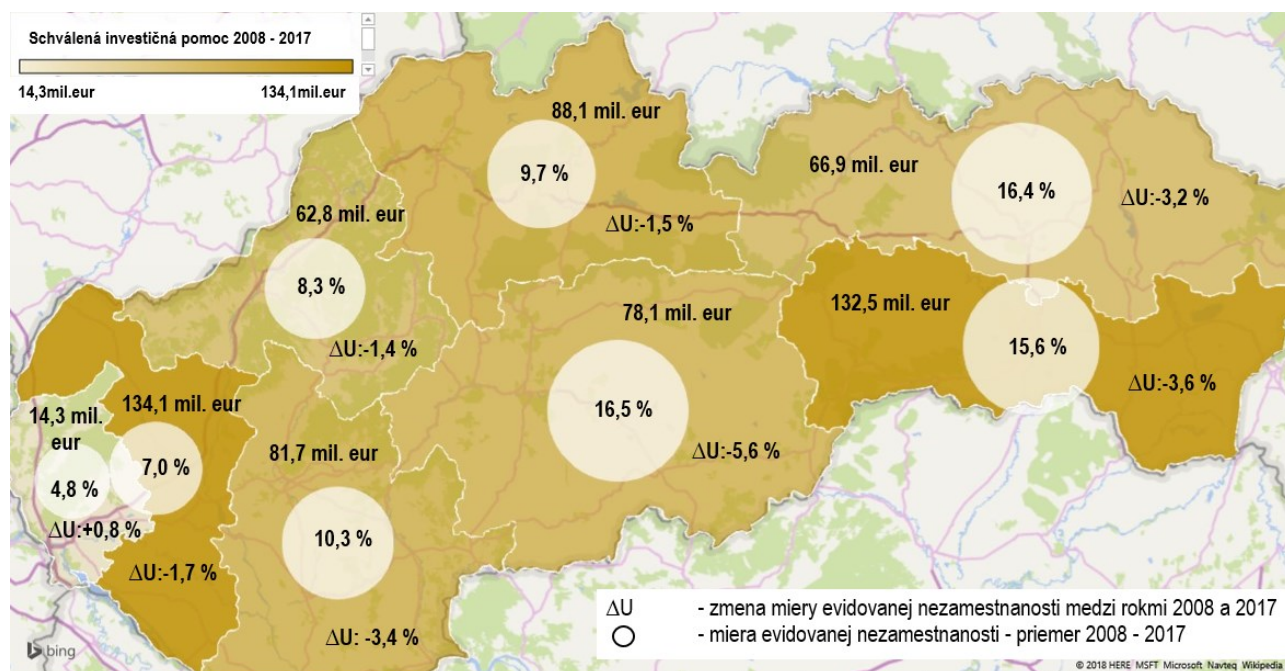 Schválená investičná pomoc 2008 - 2017
14,3mil.eur 134,1mil.eur
88,1 mil. eur
9,7 %
ΔU:-1,5 %
66,9 mil. eur
16,4 %
ΔU:-3,2 %
62,8 mil. eur
8,3 %
ΔU:-1,4 %
78,1 mil. eur
16,5 %
ΔU:-5,6 %
132,5 mil. eur
15,6 %
ΔU:-3,6 %
14,3 mil.
eur
4,8 %
ΔU:+0,8 %
134,1 mil. eur
7,0 %
ΔU:-1,7 %
81,7 mil. eur
10,3 %
ΔU: -3,4 %
ΔU - zmena miery evidovanej nezamestnanosti medzi rokmi 2008 a 2017
- miera evidovanej nezamestnanosti - priemer 2008 - 2017
bing
© 2018 HERE MSFT Microsoft Navteq Wikipedia